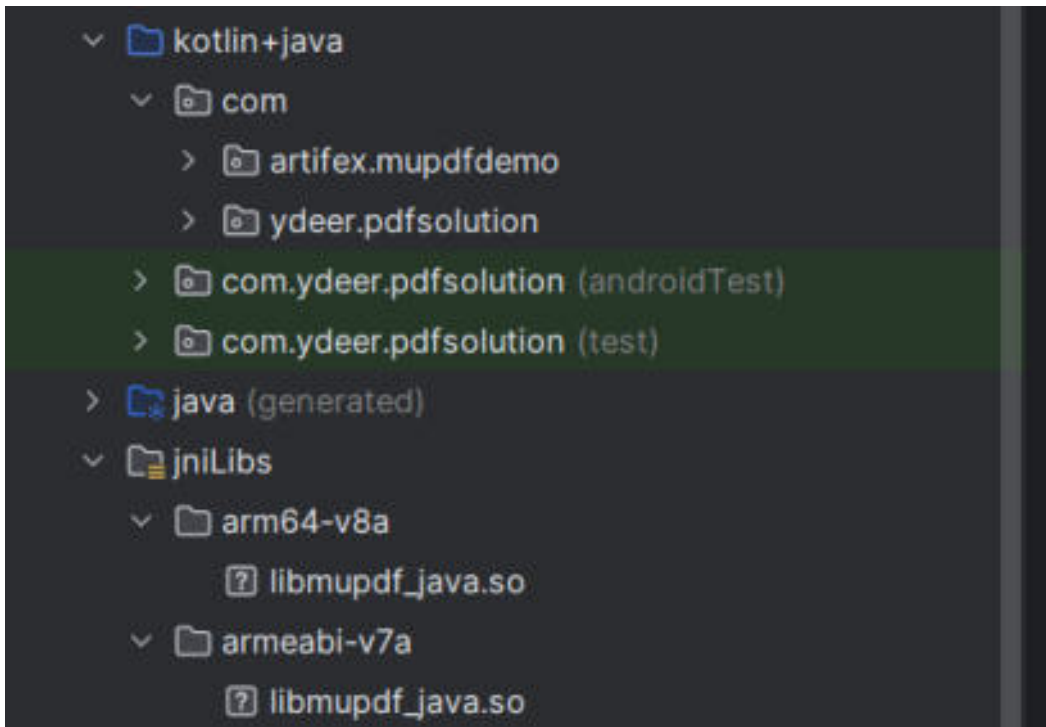 kotlin+java
com
artifex.mupdfdemo
ydeer.pdfsolution
com.ydeer.pdfsolution (androidTest)
com.ydeer.pdfsolution (test)
java (generated)
jniLibs
arm64-v8a
libmupdf_java.so
armeabi-v7a
libmupdf_java.so